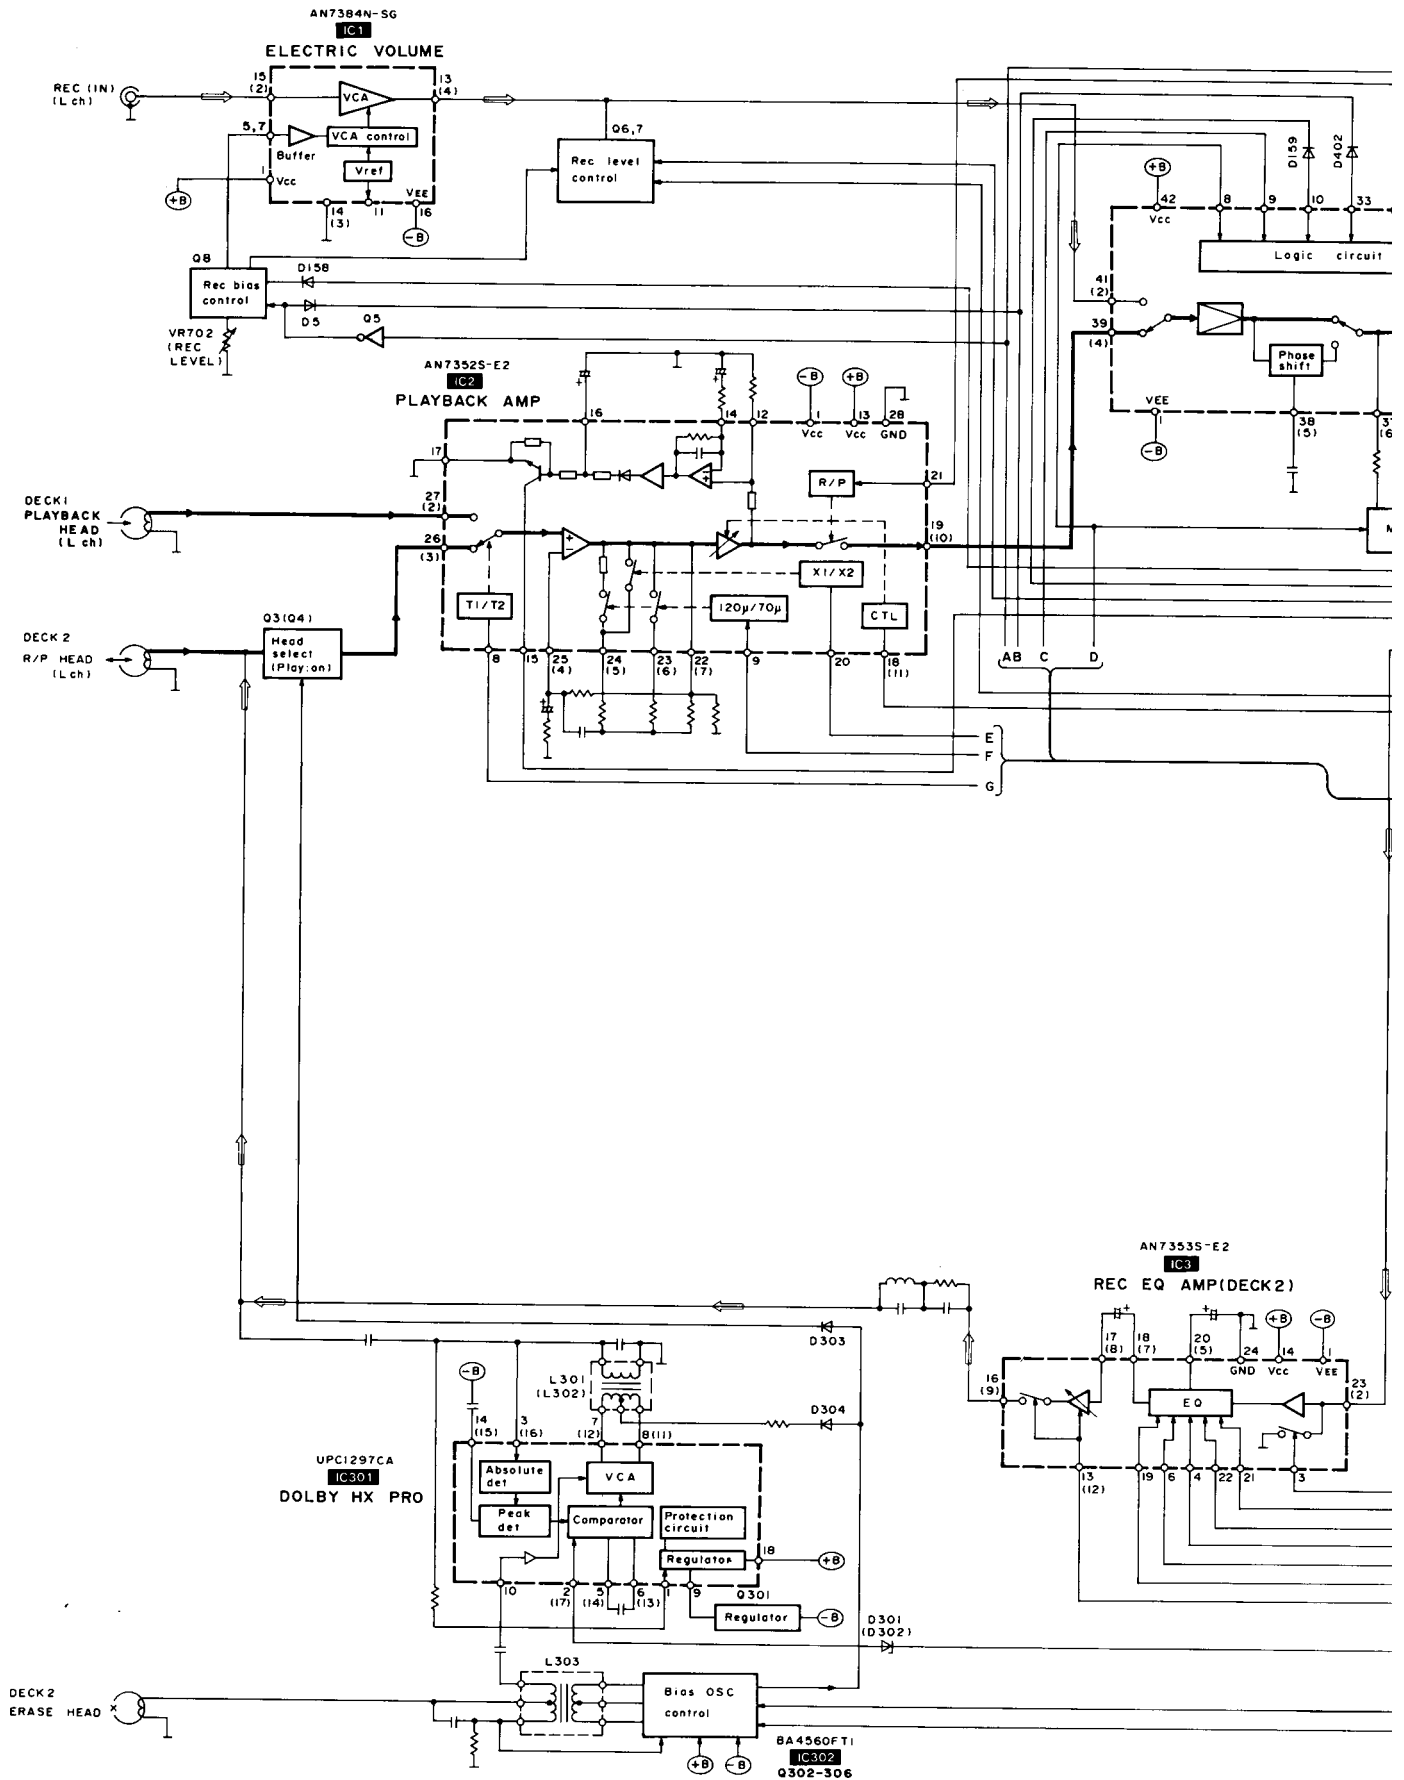 AN7384N-SG
IC1
ELECTRIC VOLUME
REC (IN)
(L ch)
15
(2)
13
(4)
VCA
5,7
Buffer
VCA control
1
Vcc
Vref
VEE
+B
14
(3)
11
16
-B
Q6,7
Rec level
control
Q8
Rec bias
control
D158
D5
Q5
VR702
(REC
LEVEL)
D159
D402
+B
42
Vcc
8
9
10
33
Logic circuit
41
(2)
39
(4)
Phase
shift
VEE
1
-B
38
(5)
AN7352S-E2
IC2
PLAYBACK AMP
16
14
12
-B
+B
1
Vcc
13
Vcc
28
GND
17
R/P
21
DECK1
PLAYBACK
HEAD
(L ch)
27
(2)
26
(3)
19
(10)
T1/T2
X1/X2
120μ/70μ
CTL
DECK 2
R/P HEAD
(L ch)
Q3(Q4)
Head
select
(Play:on)
8
15
25
(4)
24
(5)
23
(6)
22
(7)
9
20
18
(11)
A B C D
E
F
G
AN7353S-E2
IC3
REC EQ AMP(DECK2)
17
(8)
18
(7)
20
(5)
24
GND
+B
14
Vcc
-B
1
VEE
16
(9)
23
(2)
EQ
13
(12)
19
6
4
22
21
3
D303
-B
L301
(L302)
D304
14
(15)
3
(16)
7
(12)
8(11)
UPC1297CA
IC301
DOLBY HX PRO
Absolute
det
VCA
Peak
det
Comparator
Protection
circuit
Regulator
18
+B
10
2
(17)
5
(14)
6
(13)
1
9
Q301
Regulator
-B
D301
(D302)
L303
DECK2
ERASE HEAD
Bias OSC
control
+B
-B
BA4560FT1
IC302
Q302-306